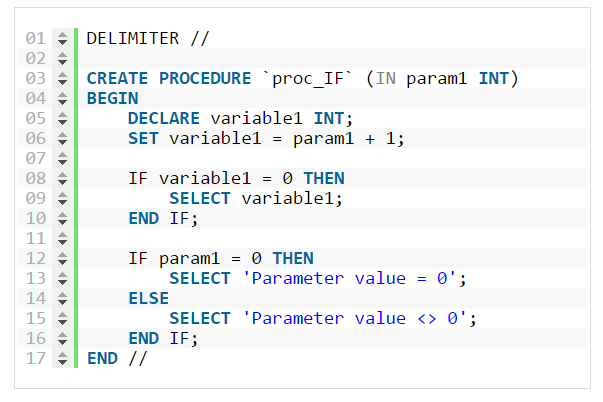 01 DELIMITER //
02
03 CREATE PROCEDURE `proc_IF` (IN param1 INT)
04 BEGIN
05     DECLARE variable1 INT;
06     SET variable1 = param1 + 1;
07
08     IF variable1 = 0 THEN
09         SELECT variable1;
10     END IF;
11
12     IF param1 = 0 THEN
13         SELECT 'Parameter value = 0';
14     ELSE
15         SELECT 'Parameter value <> 0';
16     END IF;
17 END //